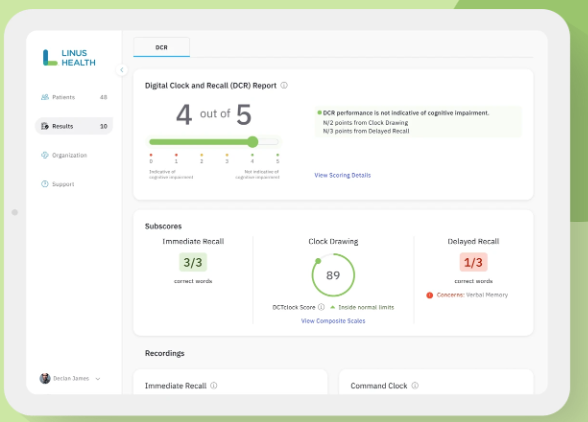 LINUS
HEALTH
Patients 48
Results 10
Organization
Support
Declan James
DCR
Digital Clock and Recall (DCR) Report
4 out of 5
0 1 2 3 4 5
Indicative of
cognitive impairment
Not indicative of
cognitive impairment
DCR performance is not indicative of cognitive impairment.
N/2 points from Clock Drawing
N/3 points from Delayed Recall
View Scoring Details
Subscores
Immediate Recall
3/3
correct words
Clock Drawing
89
DCTclock Score Inside normal limits
View Composite Scales
Delayed Recall
1/3
correct words
Concerns: Verbal Memory
Recordings
Immediate Recall
Command Clock